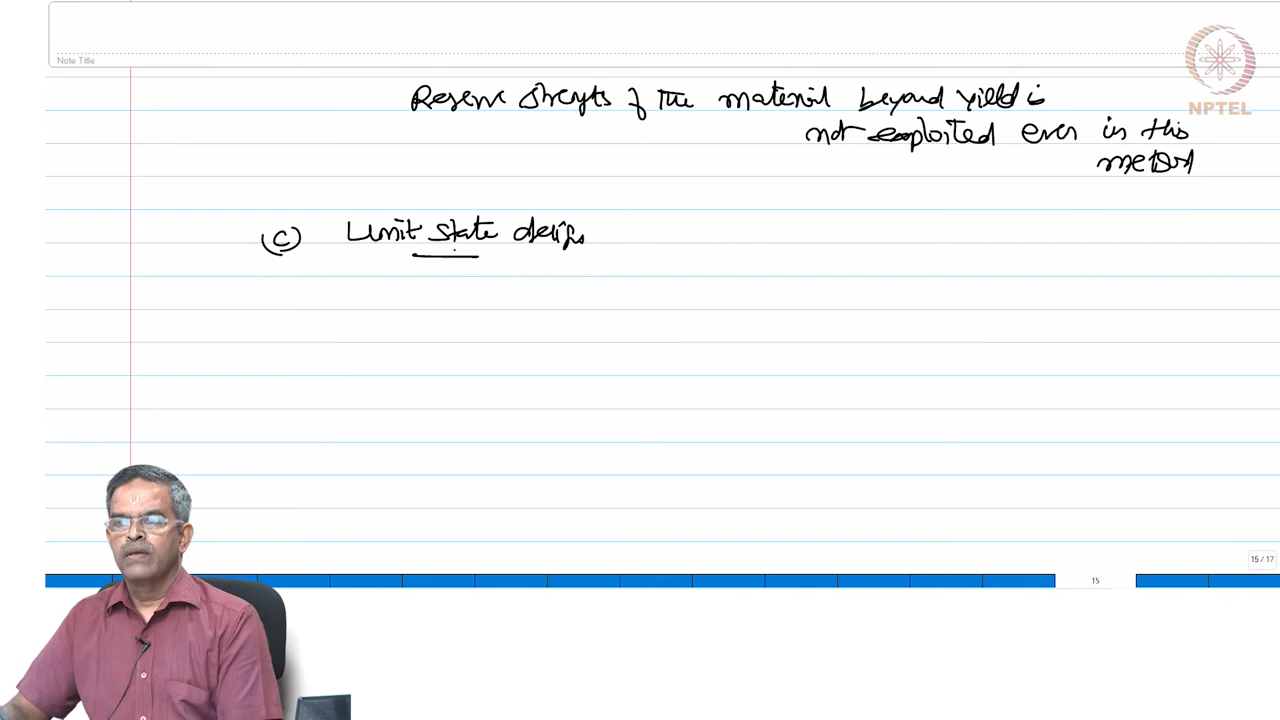 Note Title
NPTEL
Reserve strength of the material beyond yield is
not exploited even in this
method
(c) Limit state design
15 / 17
15